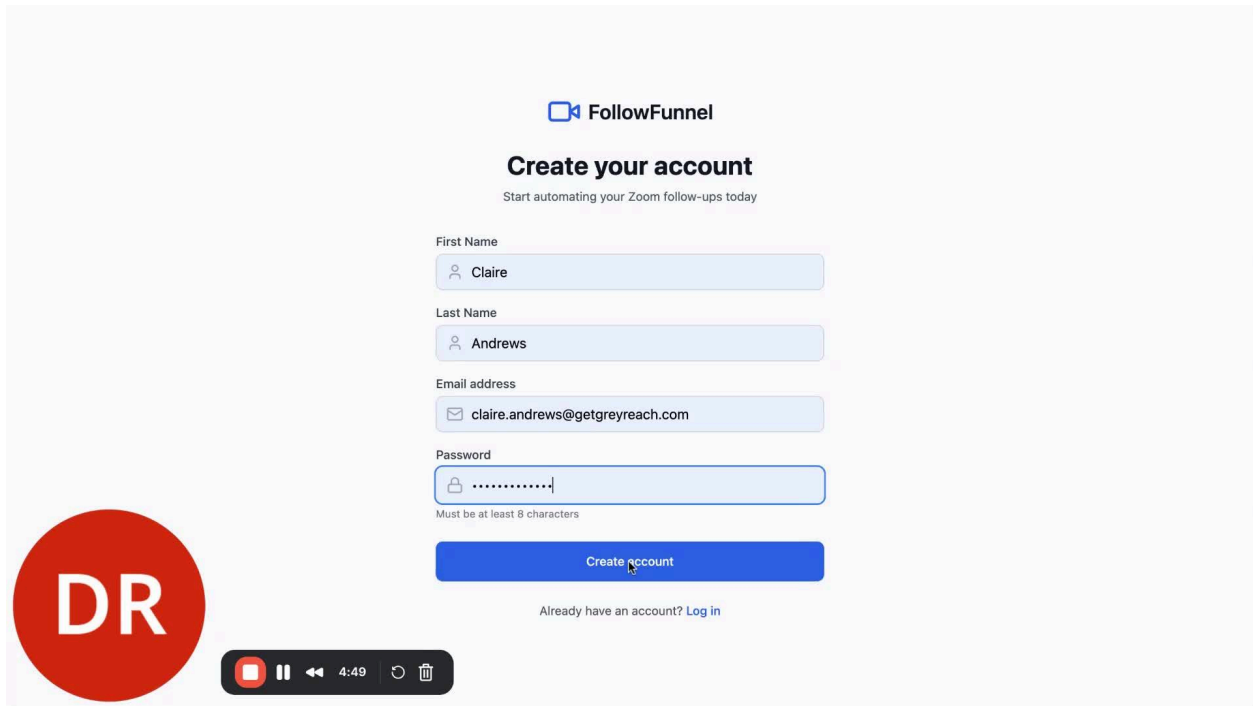 FollowFunnel
Create your account
Start automating your Zoom follow-ups today
First Name
Claire
Last Name
Andrews
Email address
claire.andrews@getgreyreach.com
Password
•••••••••••••
Must be at least 8 characters
Create account
Already have an account? Log in
DR
4:49